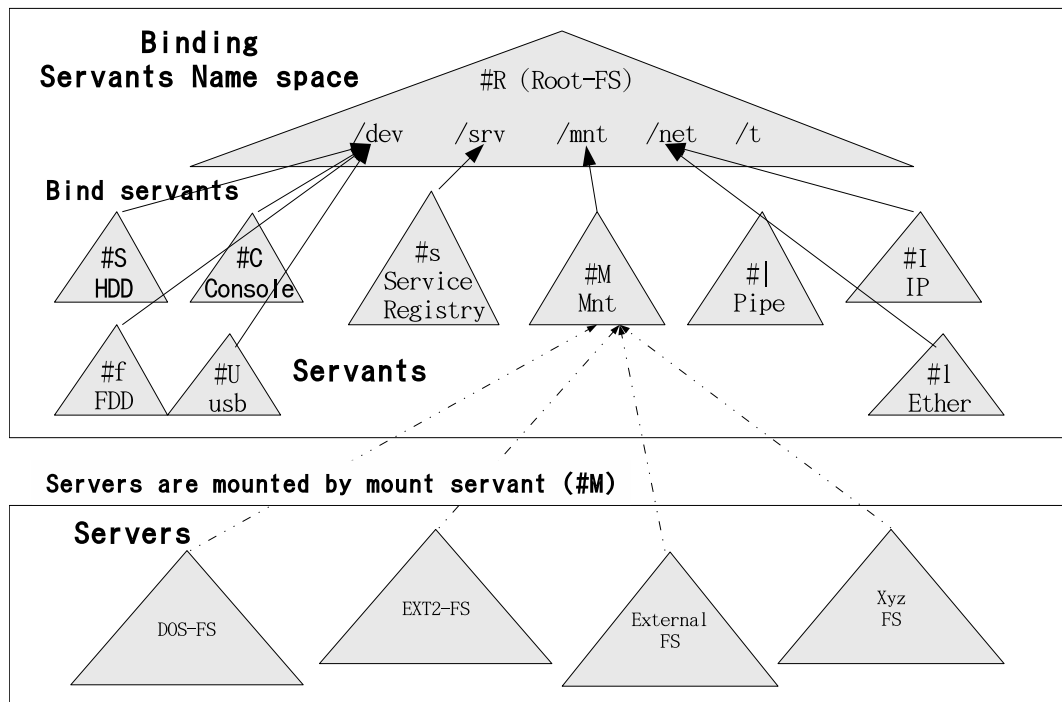 Binding
Servants Name space
#R (Root-FS)
/dev /srv /mnt /net /t
Bind servants
#S
HDD
#C
Console
#s
Service
Registry
#M
Mnt
#|
Pipe
#I
IP
#f
FDD
#U
usb
Servants
#l
Ether
Servers are mounted by mount servant (#M)
Servers
DOS-FS
EXT2-FS
External
FS
Xyz
FS